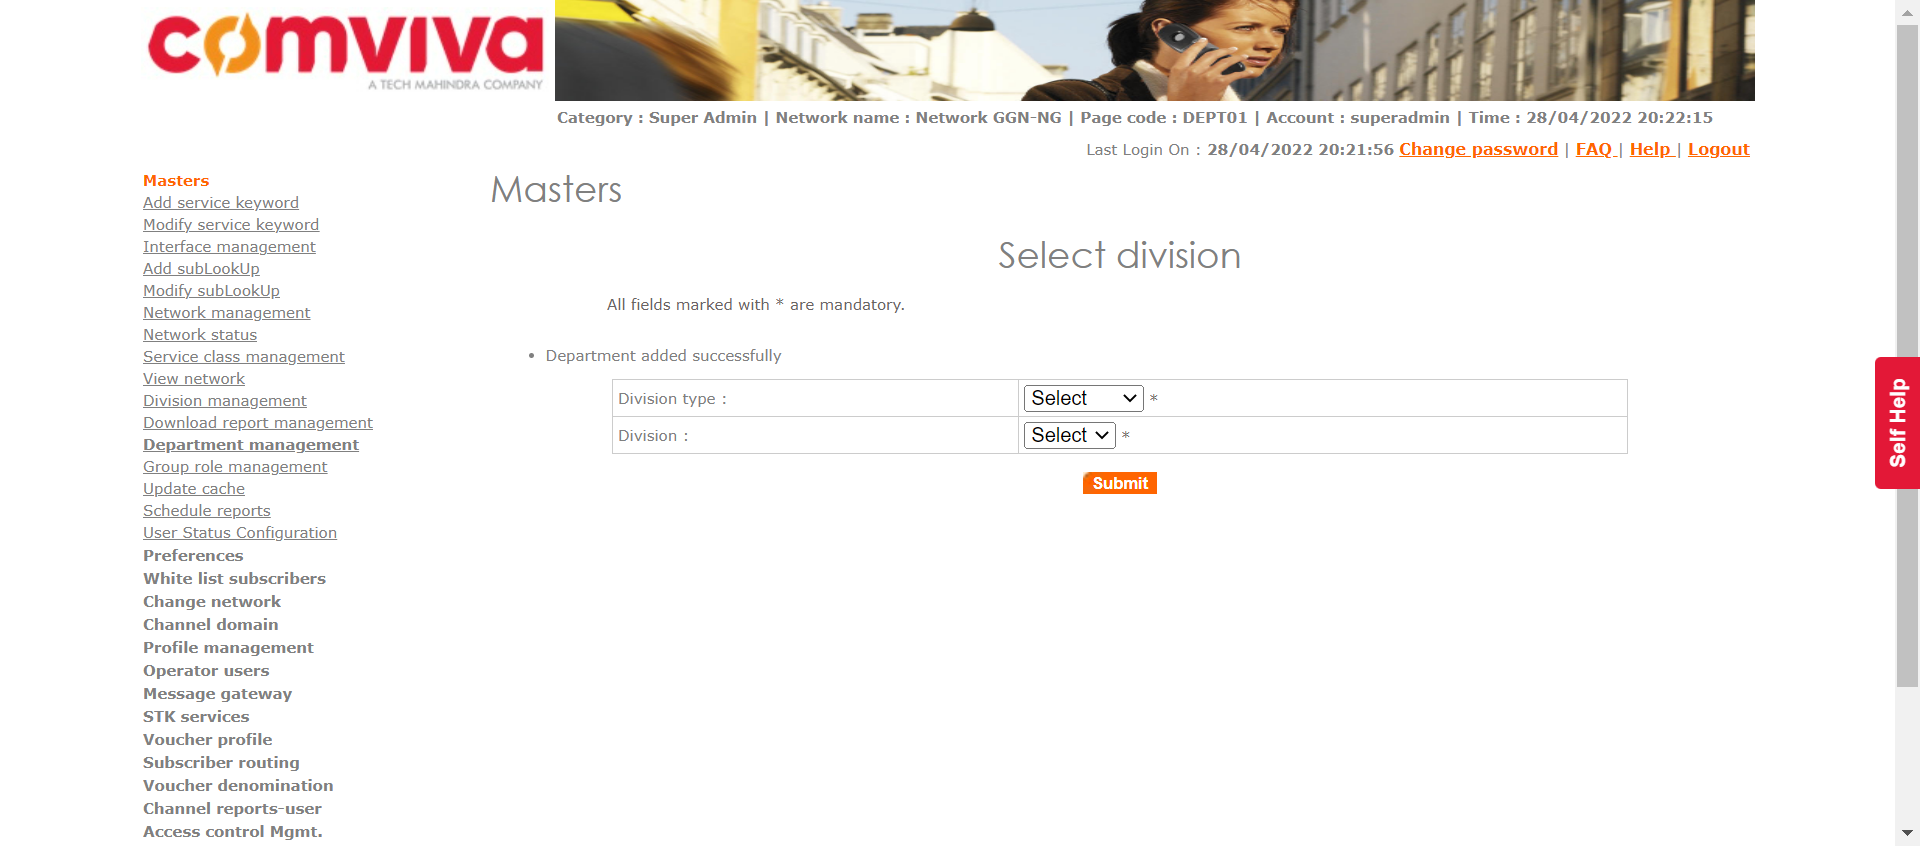 comviva
A TECH MAHINDRA COMPANY
Category : Super Admin | Network name : Network GGN-NG | Page code : DEPT01 | Account : superadmin | Time : 28/04/2022 20:22:15
Last Login On : 28/04/2022 20:21:56 Change password | FAQ | Help | Logout
Masters
Add service keyword
Modify service keyword
Interface management
Add subLookUp
Modify subLookUp
Network management
Network status
Service class management
View network
Division management
Download report management
Department management
Group role management
Update cache
Schedule reports
User Status Configuration
Preferences
White list subscribers
Change network
Channel domain
Profile management
Operator users
Message gateway
STK services
Voucher profile
Subscriber routing
Voucher denomination
Channel reports-user
Access control Mgmt.
Masters
Select division
All fields marked with * are mandatory.
• Department added successfully
Division type : Select *
Division : Select *
Submit
Self Help